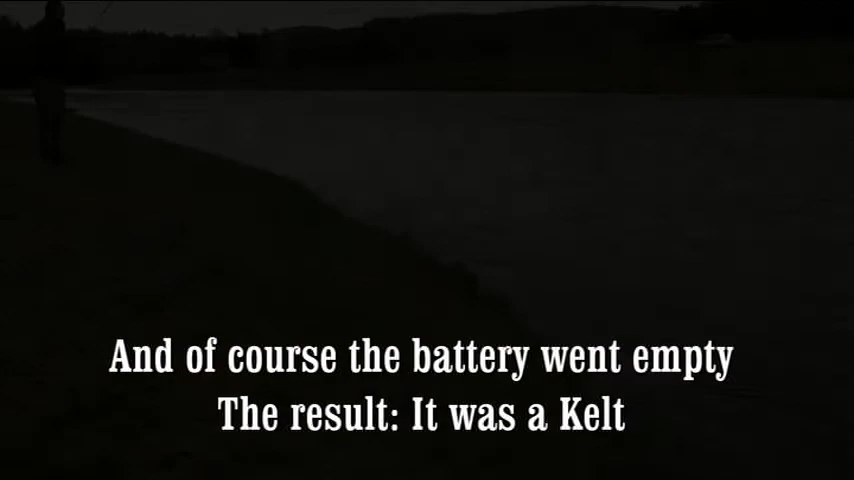 And of course the battery went empty
The result: It was a Kelt